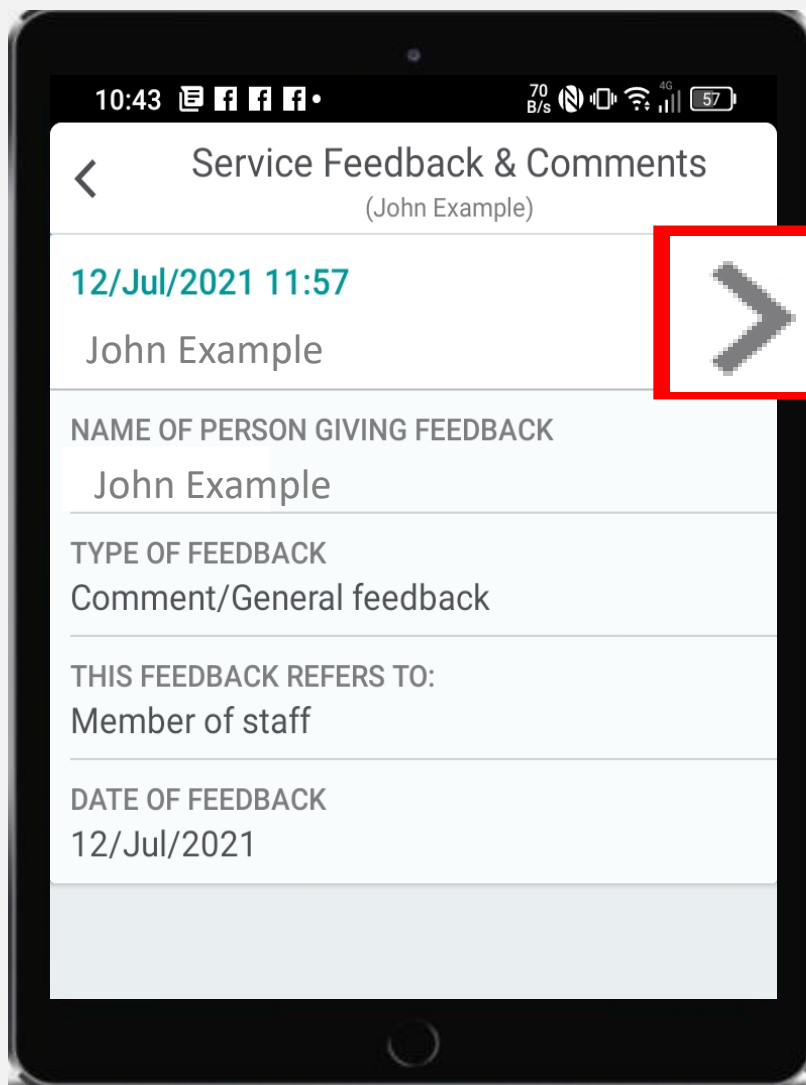 10:43
70 B/s 4G 57
Service Feedback & Comments
(John Example)
12/Jul/2021 11:57
John Example
NAME OF PERSON GIVING FEEDBACK
John Example
TYPE OF FEEDBACK
Comment/General feedback
THIS FEEDBACK REFERS TO:
Member of staff
DATE OF FEEDBACK
12/Jul/2021